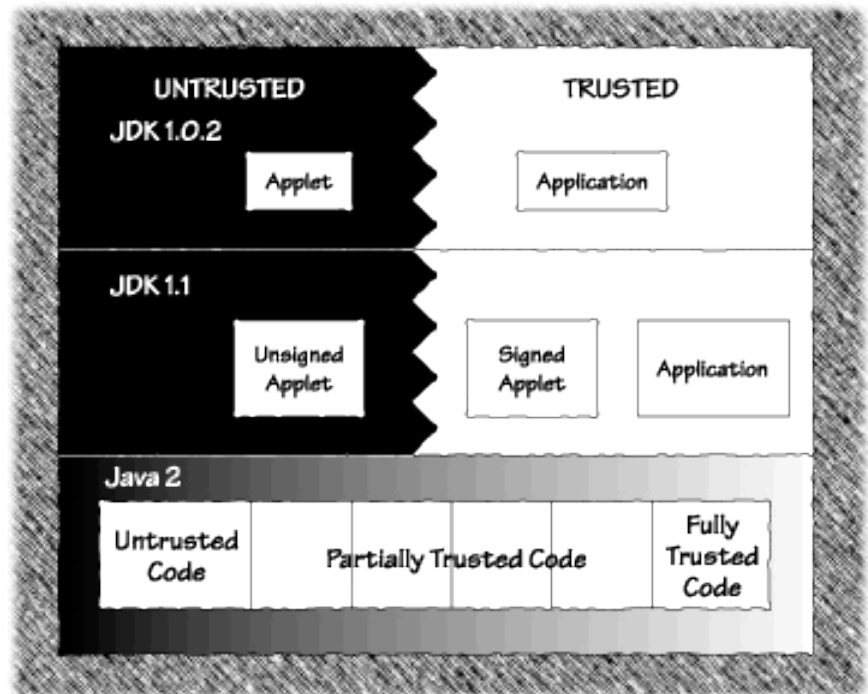 UNTRUSTED
TRUSTED
JDK 1.0.2
Applet
Application
JDK 1.1
Unsigned
Applet
Signed
Applet
Application
Java 2
Untrusted
Code
Partially Trusted Code
Fully
Trusted
Code